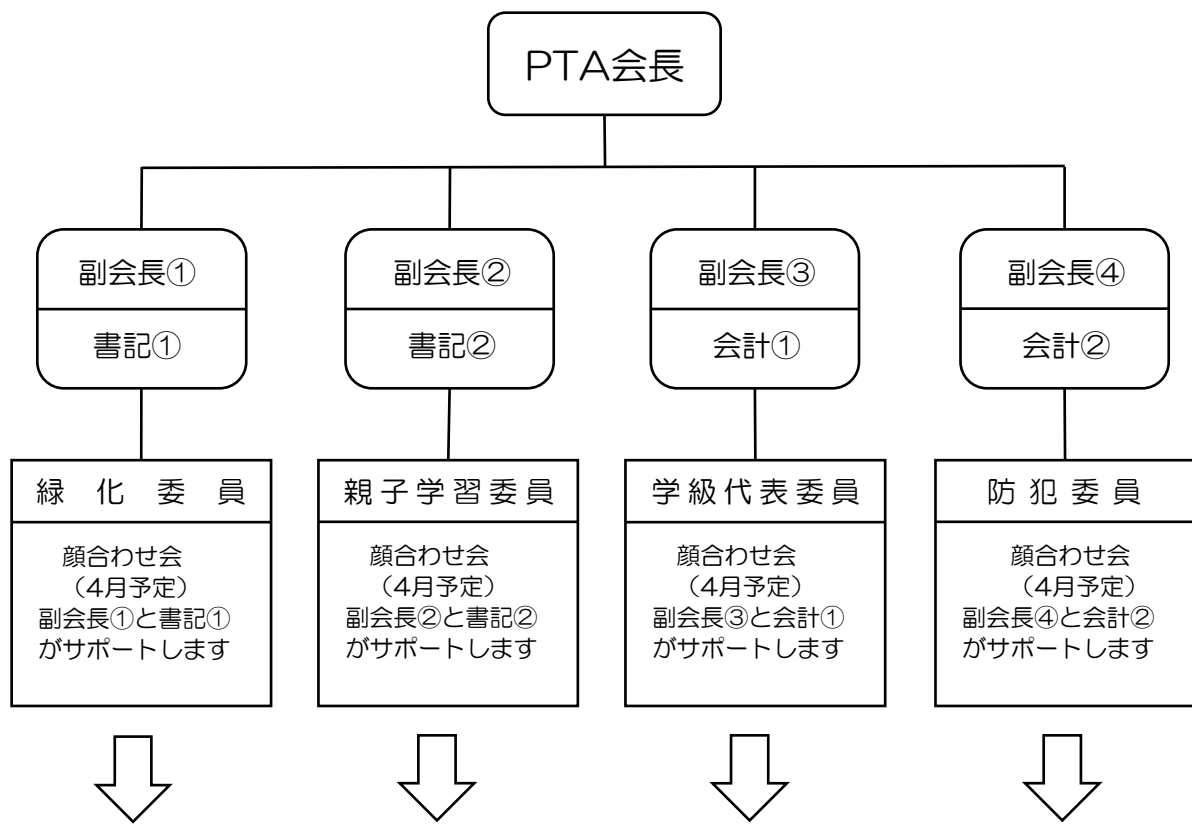 PTA会長
副会長①
書記①
副会長②
書記②
副会長③
会計①
副会長④
会計②
緑化委員
顔合わせ会
（4月予定）
副会長①と書記①
がサポートします
親子学習委員
顔合わせ会
（4月予定）
副会長②と書記②
がサポートします
学級代表委員
顔合わせ会
（4月予定）
副会長③と会計①
がサポートします
防犯委員
顔合わせ会
（4月予定）
副会長④と会計②
がサポートします